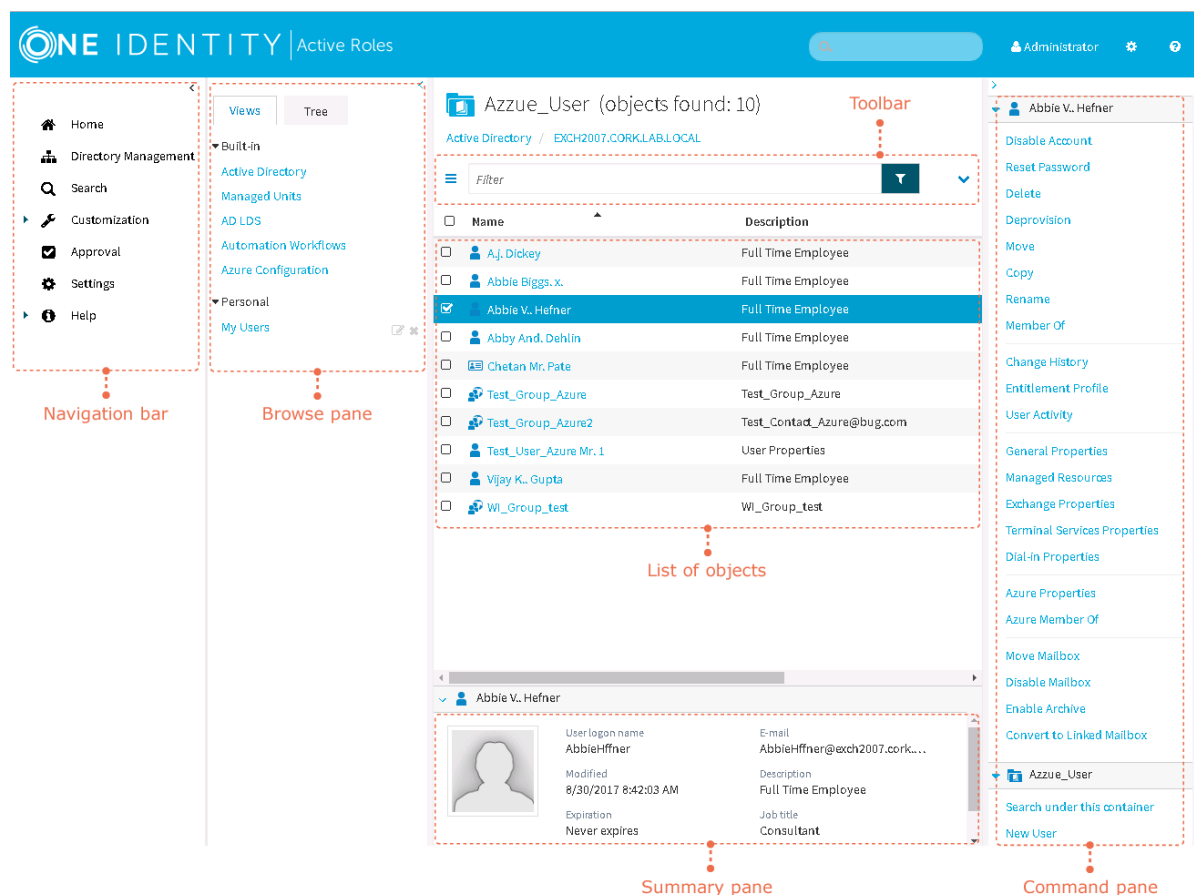 ONE IDENTITY Active Roles
Administrator
Home
Directory Management
Search
Customization
Approval
Settings
Help
Navigation bar
Views Tree
Built-in
Active Directory
Managed Units
AD LDS
Automation Workflows
Azure Configuration
Personal
My Users
Browse pane
Azzue_User (objects found: 10)
Toolbar
Active Directory / EXCH2007.CORK.LAB.LOCAL
Filter
Name Description
A.j. Dickey Full Time Employee
Abbie Biggs. x. Full Time Employee
Abbie V.. Hefner Full Time Employee
Abby And. Dehlin Full Time Employee
Chetan Mr. Pate Full Time Employee
Test_Group_Azure Test_Group_Azure
Test_Group_Azure2 Test_Contact_Azure@bug.com
Test_User_Azure Mr. 1 User Properties
Vijay K.. Gupta Full Time Employee
WI_Group_test WI_Group_test
List of objects
Abbie V.. Hefner
User logon name E-mail
AbbieHffner AbbieHffner@exch2007.cork....
Modified Description
8/30/2017 8:42:03 AM Full Time Employee
Expiration Job title
Never expires Consultant
Summary pane
Abbie V.. Hefner
Disable Account
Reset Password
Delete
Deprovision
Move
Copy
Rename
Member Of
Change History
Entitlement Profile
User Activity
General Properties
Managed Resources
Exchange Properties
Terminal Services Properties
Dial-in Properties
Azure Properties
Azure Member Of
Move Mailbox
Disable Mailbox
Enable Archive
Convert to Linked Mailbox
Azzue_User
Search under this container
New User
Command pane